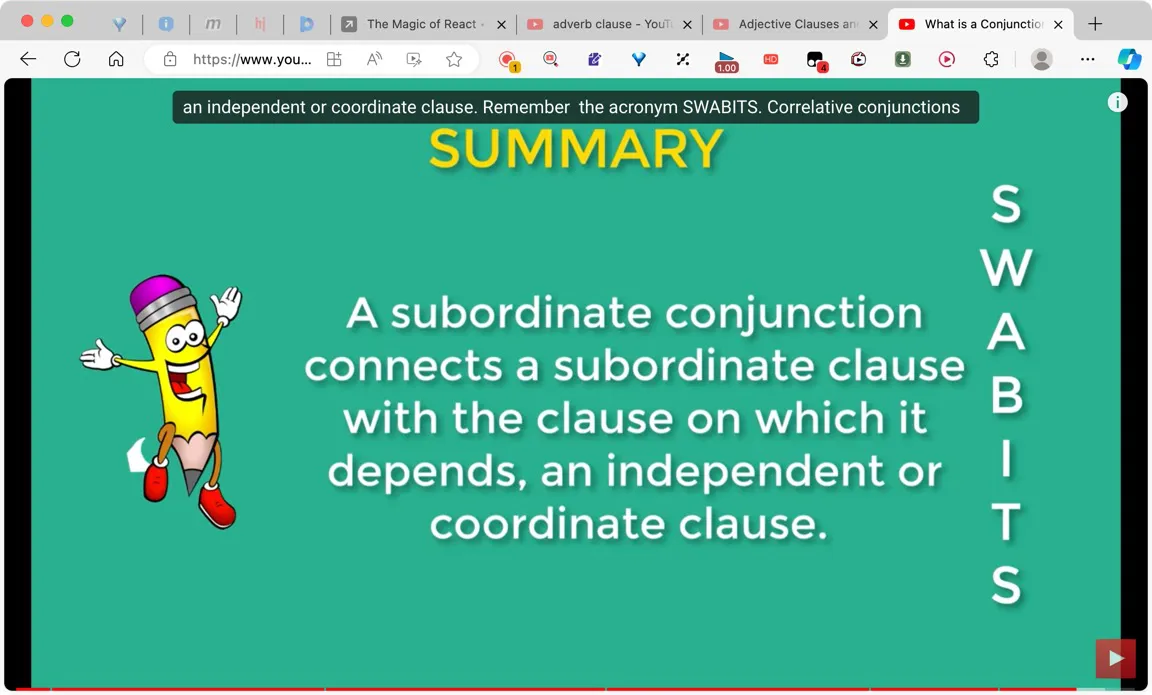 The Magic of React
adverb clause - YouTu
Adjective Clauses an
What is a Conjunctio
https://www.you...
1
1.00
HD
4
an independent or coordinate clause. Remember the acronym SWABITS. Correlative conjunctions
SUMMARY
A subordinate conjunction
connects a subordinate clause
with the clause on which it
depends, an independent or
coordinate clause.
S
W
A
B
I
T
S